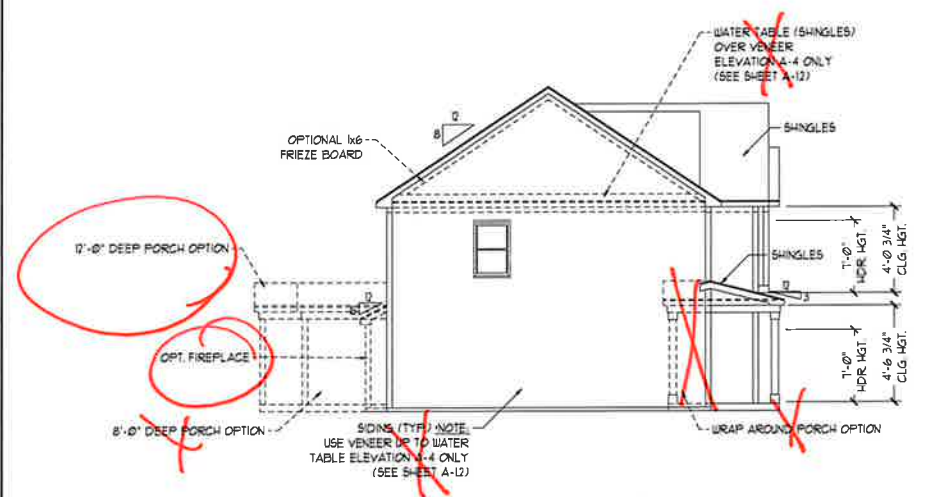 WATER TABLE (SHINGLES)
OVER VENEER
ELEVATION A-4 ONLY
(SEE SHEET A-12)
12
8
OPTIONAL 1x6
FRIEZE BOARD
SHINGLES
12'-0" DEEP PORCH OPTION
SHINGLES
7'-0"
HDR. HGT.
4'-0 3/4"
CLG. HGT.
12
3
12
OPT. FIREPLACE
7'-0"
HDR HGT.
4'-6 3/4"
CLG. HGT.
8'-0" DEEP PORCH OPTION
SIDING (TYP.) NOTE:
USE VENEER UP TO WATER
TABLE ELEVATION A-4 ONLY
(SEE SHEET A-12)
WRAP AROUND PORCH OPTION